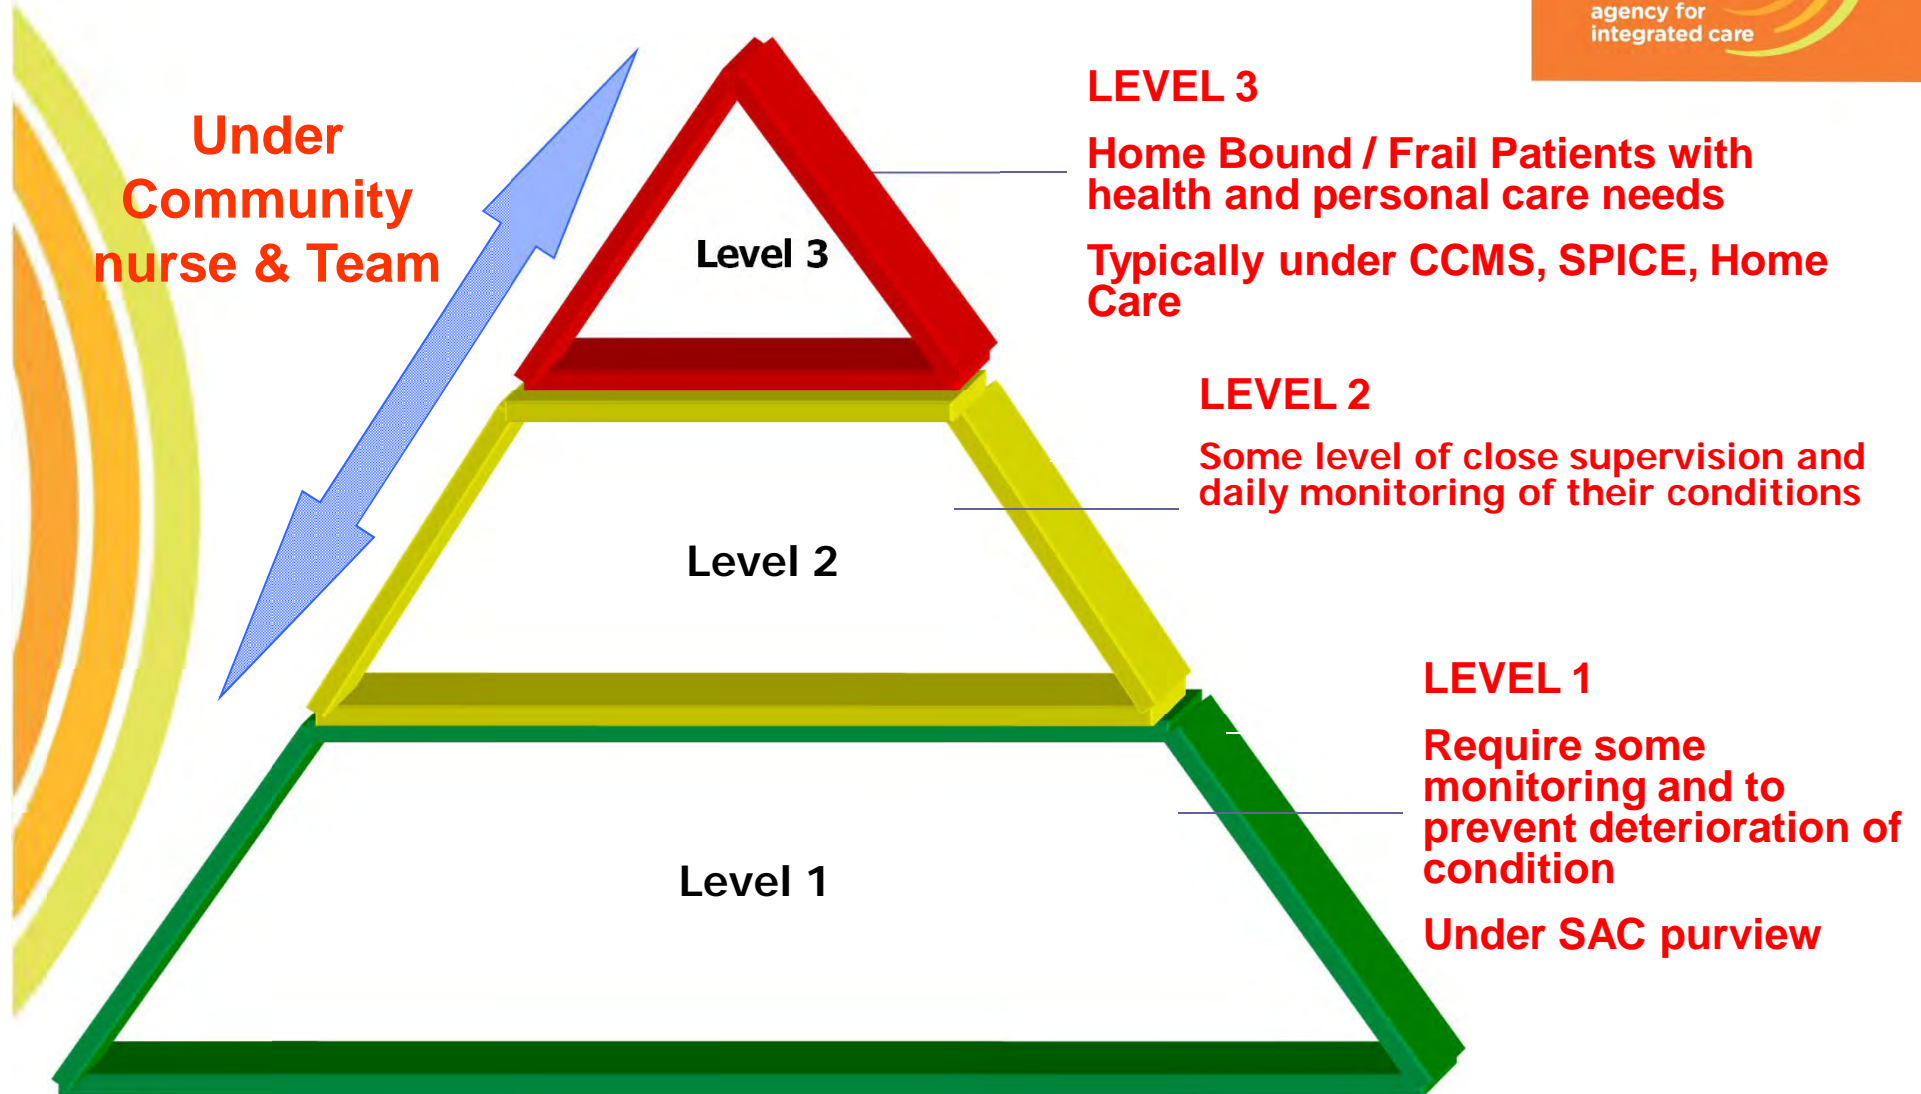 agency for
integrated care
Under
Community
nurse & Team
LEVEL 3
Home Bound / Frail Patients with
health and personal care needs
Typically under CCMS, SPICE, Home
Care
Level 3
LEVEL 2
Some level of close supervision and
daily monitoring of their conditions
Level 2
LEVEL 1
Require some
monitoring and to
prevent deterioration of
condition
Under SAC purview
Level 1